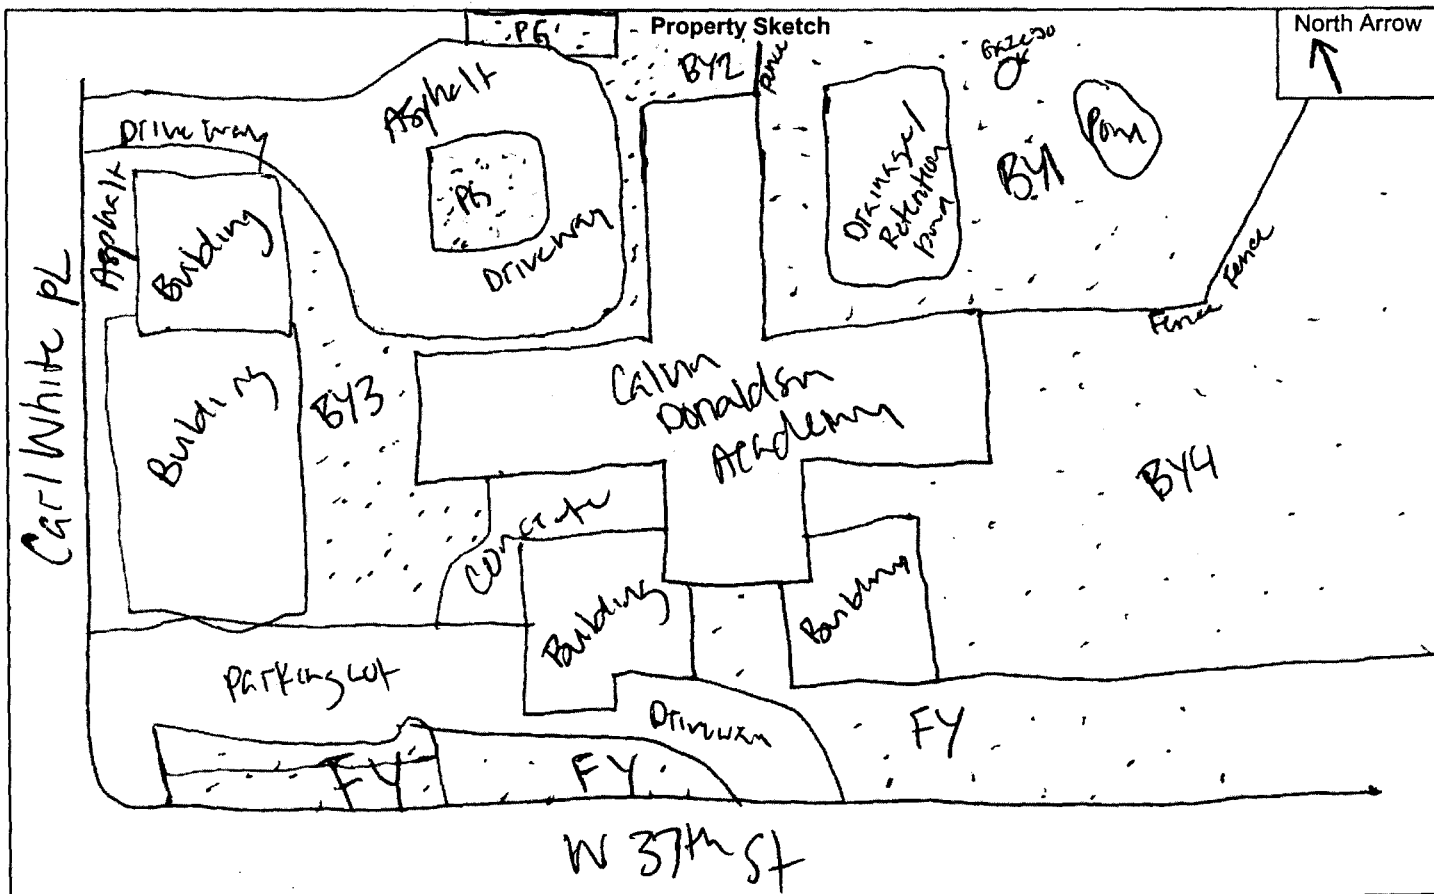 Property Sketch
North Arrow
PG
BY2
Fence
Gazebo
Asphalt
Driveway
PG
Driveway
Drainage/
Retention
pond
BY1
Pond
Asphalt
Building
Fence
Fence
Carl White PL
Building
BY3
Calvin
Donaldson
Academy
BY4
Concrete
Building
Building
Parking Lot
Driveway
FY
FY
FY
W 37th St